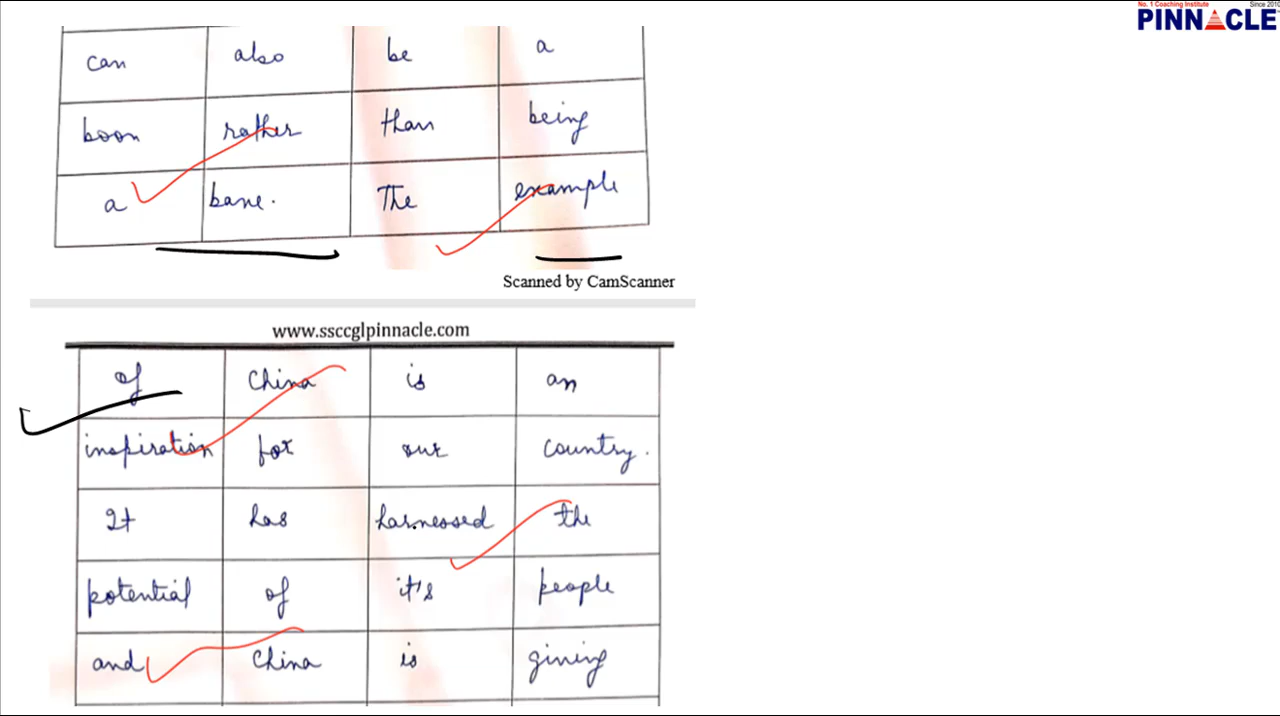 No. 1 Coaching Institute Since 2010
PINNACLE
can also be a
boon rather than being
a bane. The example
Scanned by CamScanner
www.ssccglpinnacle.com
of China is an
inspiration for our country.
It has harnessed the
potential of it's people
and China is giving